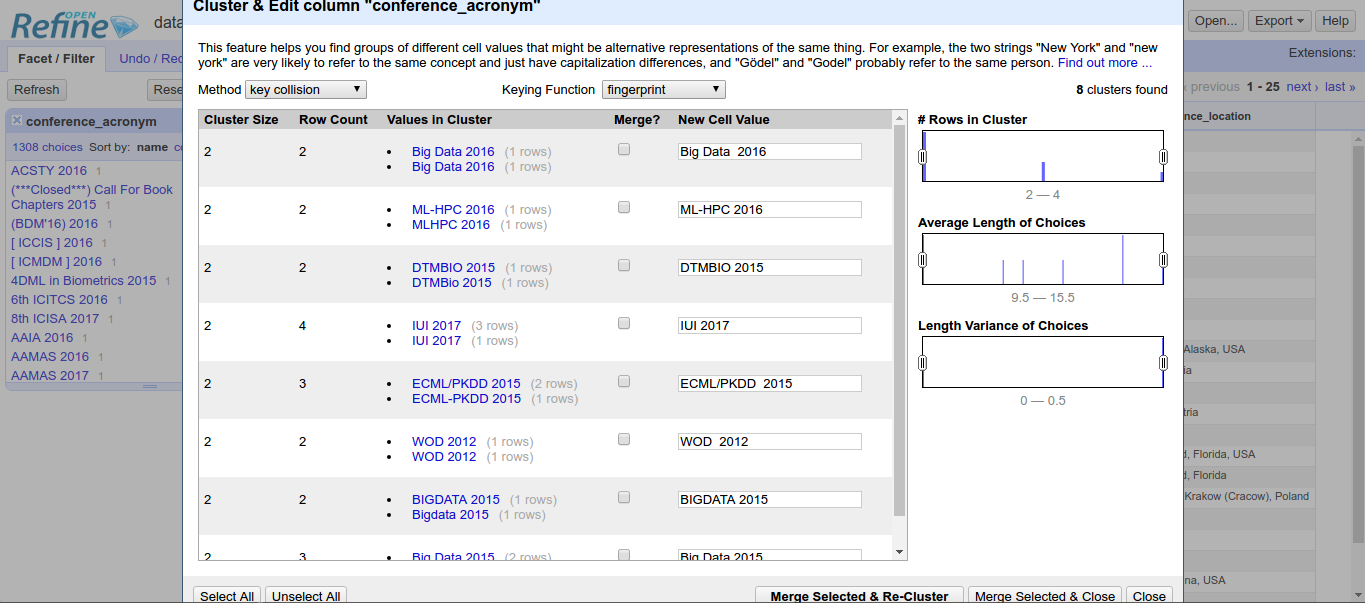 Cluster & Edit column "conference_acronym"
OPEN
Refine
data
Open...
Export
Help
This feature helps you find groups of different cell values that might be alternative representations of the same thing. For example, the two strings "New York" and "new
york" are very likely to refer to the same concept and just have capitalization differences, and "Gödel" and "Godel" probably refer to the same person. Find out more ...
Extensions:
Facet / Filter
Undo / Red
Refresh
Rese
Method key collision
Keying Function fingerprint
8 clusters found
previous 1 - 25 next › last »
conference_acronym
1308 choices Sort by: name co
ACSTY 2016 1
(***Closed***) Call For Book
Chapters 2015 1
(BDM'16) 2016 1
[ ICCIS ] 2016 1
[ ICMDM ] 2016 1
4DML in Biometrics 2015 1
6th ICITCS 2016 1
8th ICISA 2017 1
AAIA 2016 1
AAMAS 2016 1
AAMAS 2017 1
Cluster Size Row Count Values in Cluster Merge? New Cell Value
2 2 • Big Data 2016 (1 rows) Big Data  2016
• Big Data 2016 (1 rows)
2 2 • ML-HPC 2016 (1 rows) ML-HPC 2016
• MLHPC 2016 (1 rows)
2 2 • DTMBIO 2015 (1 rows) DTMBIO 2015
• DTMBio 2015 (1 rows)
2 4 • IUI 2017 (3 rows) IUI 2017
• IUI 2017 (1 rows)
2 3 • ECML/PKDD 2015 (2 rows) ECML/PKDD  2015
• ECML-PKDD 2015 (1 rows)
2 2 • WOD 2012 (1 rows) WOD  2012
• WOD 2012 (1 rows)
2 2 • BIGDATA 2015 (1 rows) BIGDATA 2015
• Bigdata 2015 (1 rows)
2 3 • Big Data 2015 (2 rows) Big Data 2015
# Rows in Cluster
2 — 4
Average Length of Choices
9.5 — 15.5
Length Variance of Choices
0 — 0.5
nce_location
Alaska, USA
ia
tria
d, Florida, USA
d, Florida
Krakow (Cracow), Poland
na, USA
Select All
Unselect All
Merge Selected & Re-Cluster
Merge Selected & Close
Close